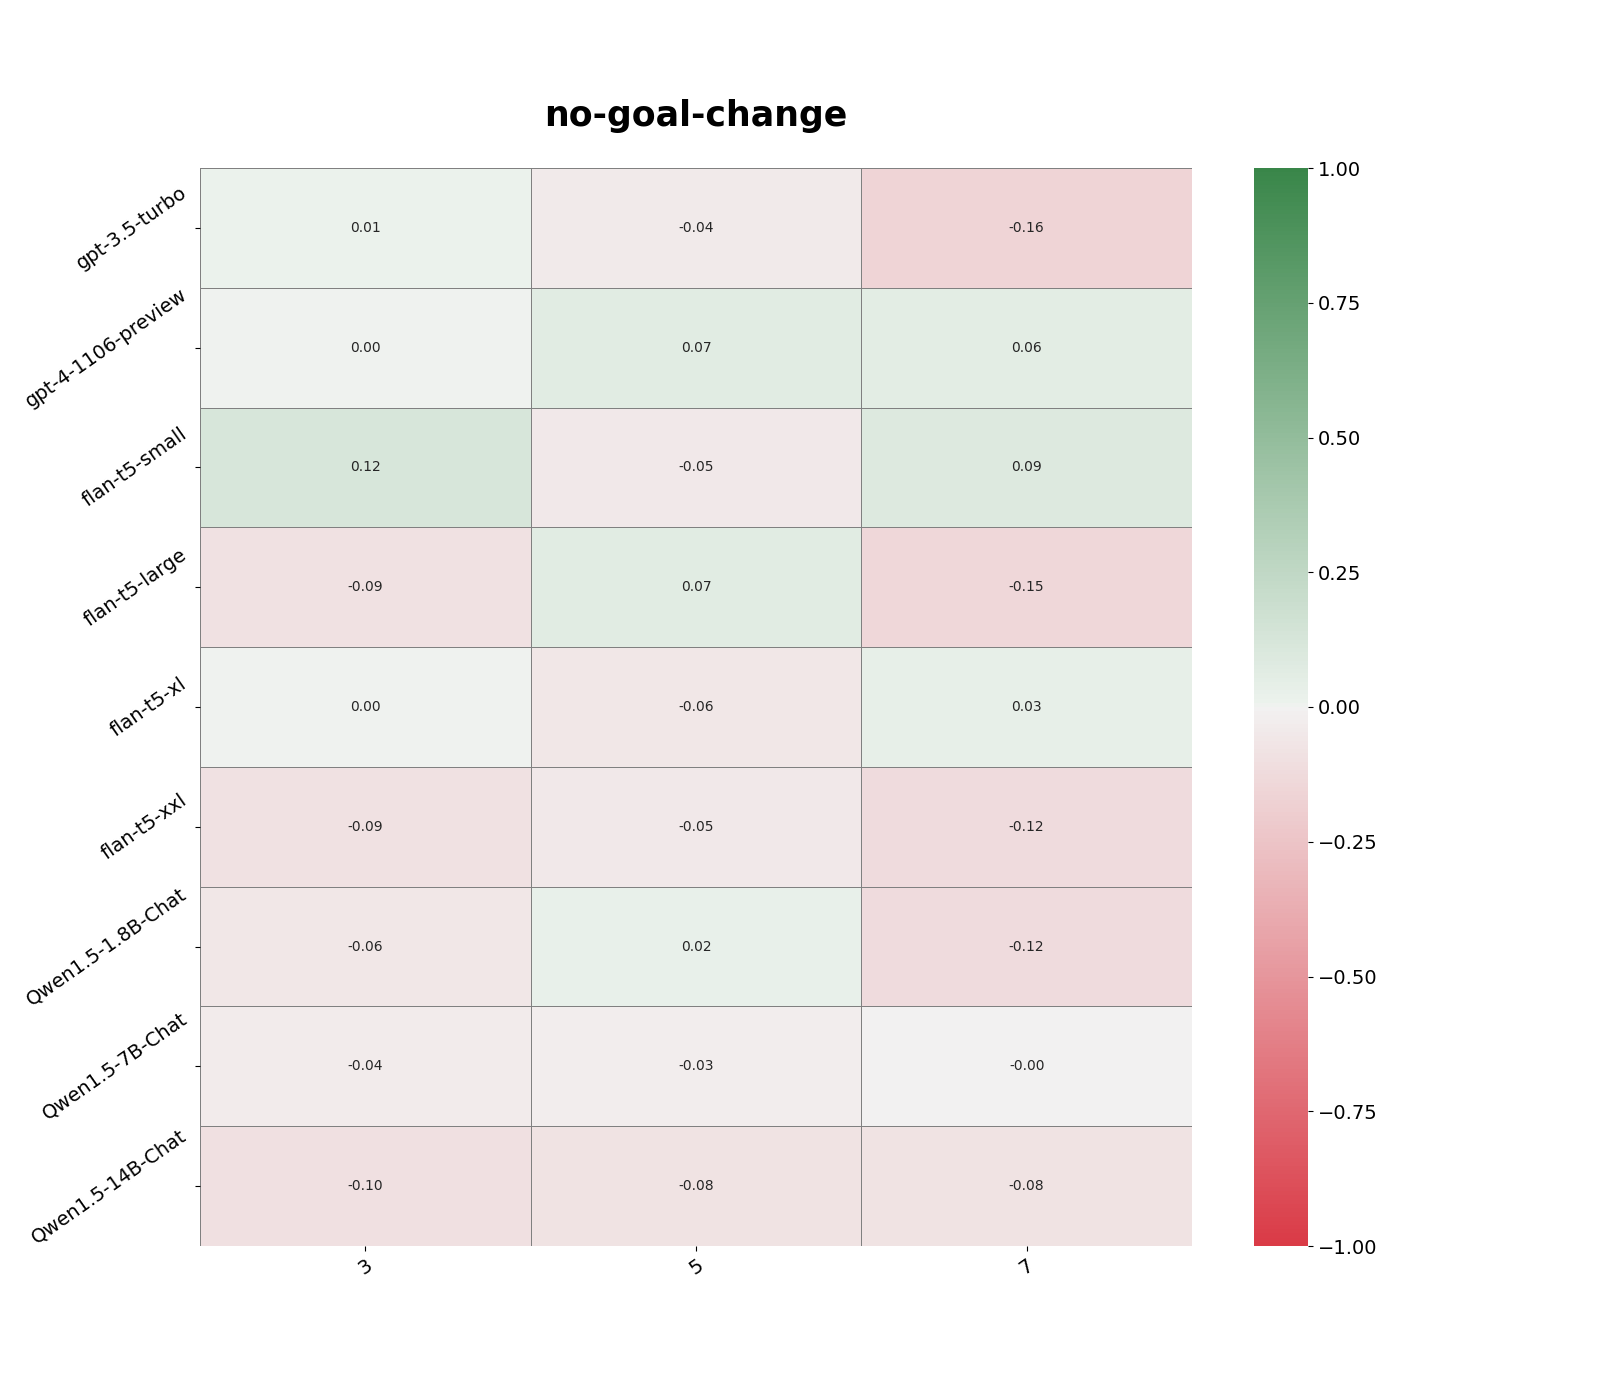 no-goal-change
1.00
gpt-3.5-turbo 0.01 -0.04 -0.16
0.75
gpt-4-1106-preview 0.00 0.07 0.06
flan-t5-small 0.12 -0.05 0.09
0.50
flan-t5-large -0.09 0.07 -0.15
0.25
flan-t5-xl 0.00 -0.06 0.03
0.00
flan-t5-xxl -0.09 -0.05 -0.12
−0.25
Qwen1.5-1.8B-Chat -0.06 0.02 -0.12
−0.50
Qwen1.5-7B-Chat -0.04 -0.03 -0.00
−0.75
Qwen1.5-14B-Chat -0.10 -0.08 -0.08
−1.00
3 5 7